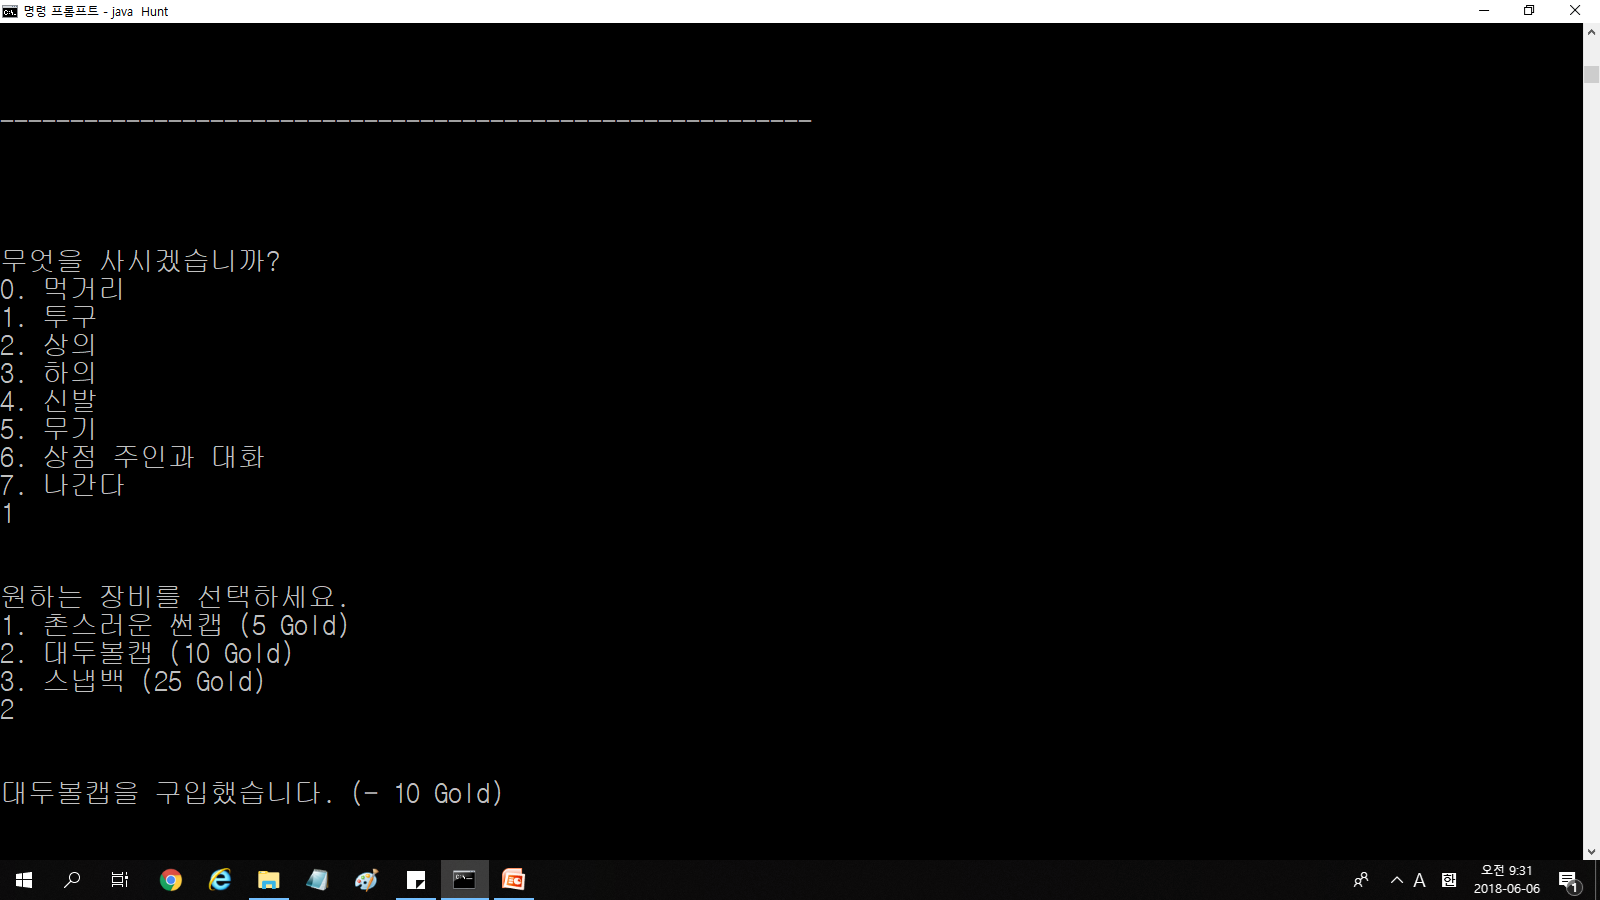 명령 프롬프트 - java Hunt
------------------------------------------------------------
무엇을 사시겠습니까?
0. 먹거리
1. 투구
2. 상의
3. 하의
4. 신발
5. 무기
6. 상점 주인과 대화
7. 나간다
1
원하는 장비를 선택하세요.
1. 촌스러운 썬캡 (5 Gold)
2. 대두볼캡 (10 Gold)
3. 스냅백 (25 Gold)
2
대두볼캡을 구입했습니다. (- 10 Gold)
A 한 오전 9:31
2018-06-06
1